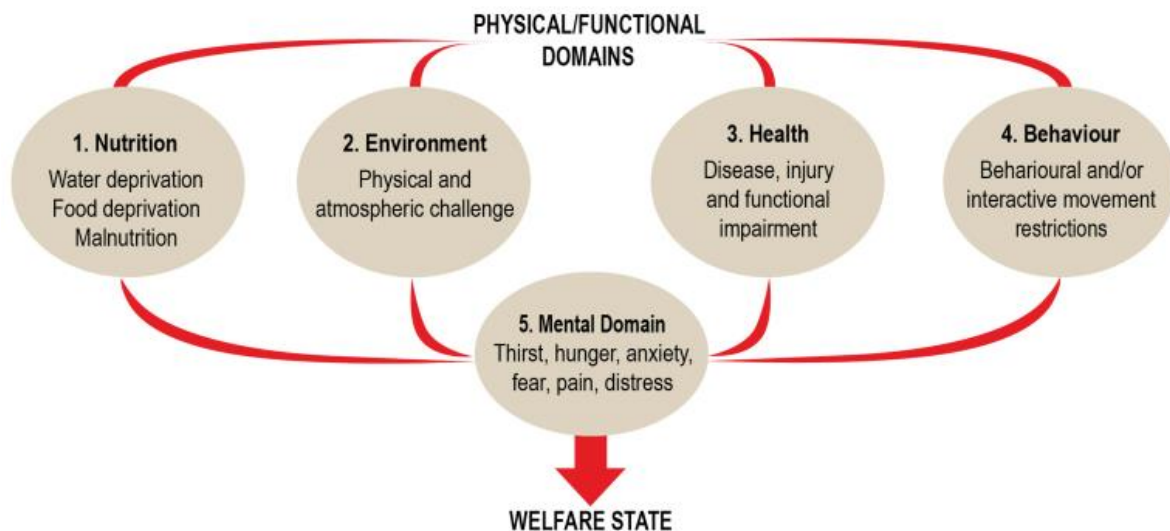 PHYSICAL/FUNCTIONAL
DOMAINS
1. Nutrition
Water deprivation
Food deprivation
Malnutrition
2. Environment
Physical and
atmospheric challenge
3. Health
Disease, injury
and functional
impairment
4. Behaviour
Beharioural and/or
interactive movement
restrictions
5. Mental Domain
Thirst, hunger, anxiety,
fear, pain, distress
WELFARE STATE